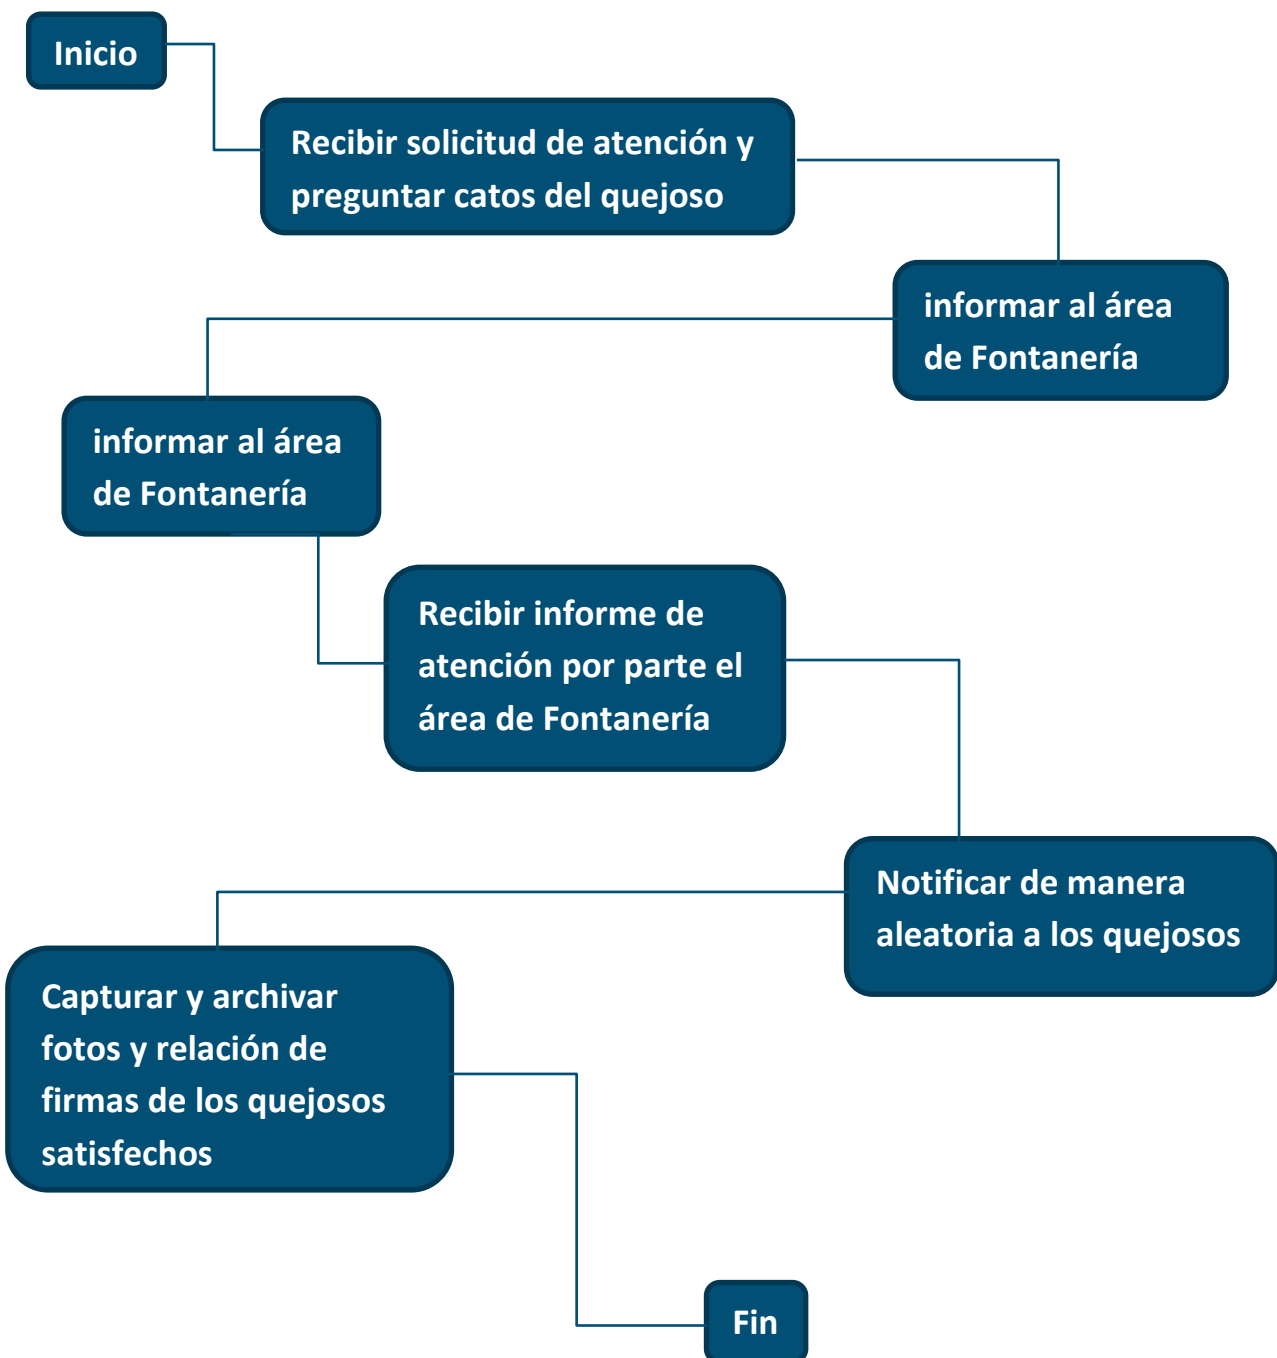 Inicio
Recibir solicitud de atención y
preguntar catos del quejoso
informar al área
de Fontanería
informar al área
de Fontanería
Recibir informe de
atención por parte el
área de Fontanería
Notificar de manera
aleatoria a los quejosos
Capturar y archivar
fotos y relación de
firmas de los quejosos
satisfechos
Fin